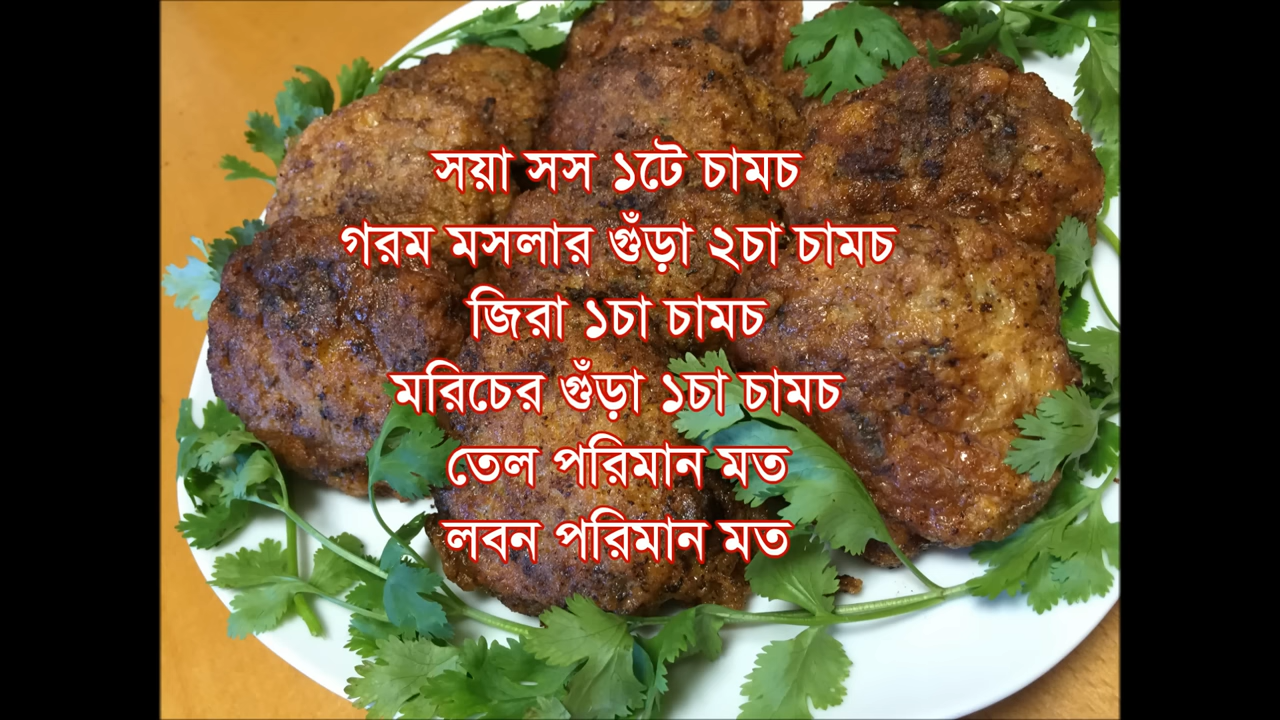 সয়া সস ১টে চামচ
গরম মসলার গুঁড়া ২চা চামচ
জিরা ১চা চামচ
মরিচের গুঁড়া ১চা চামচ
তেল পরিমান মত
লবন পরিমান মত